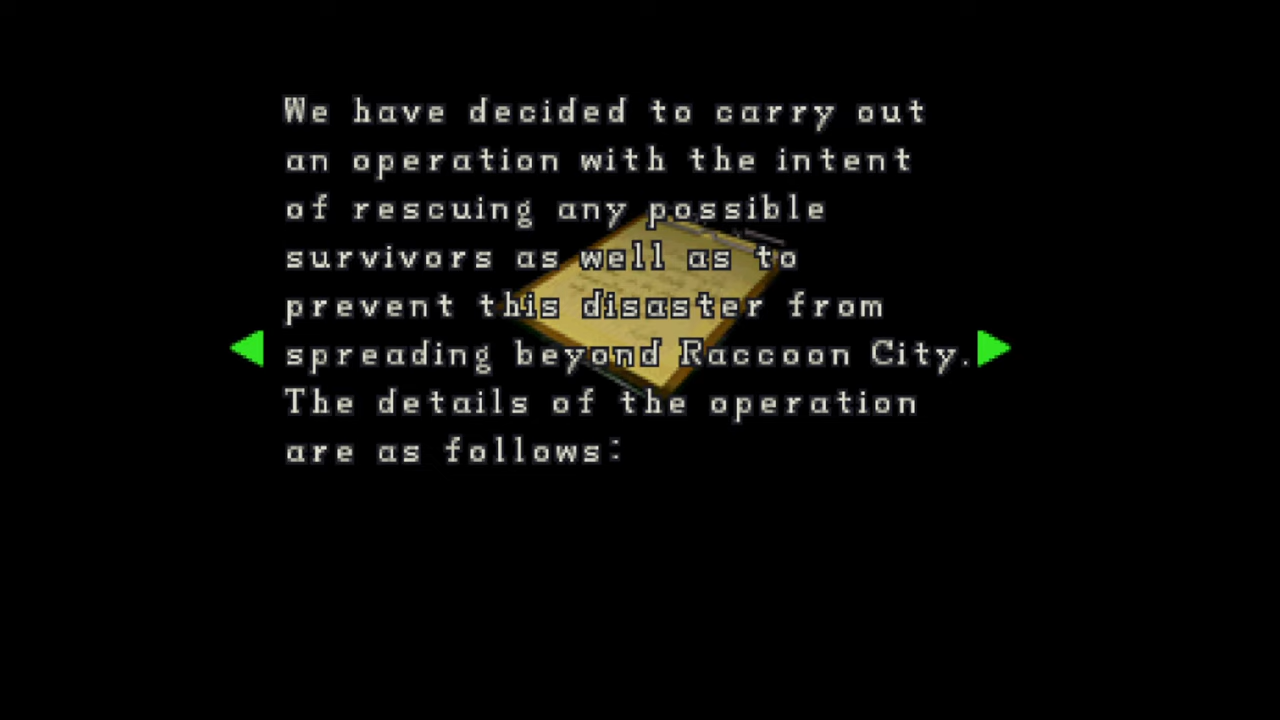 We have decided to carry out
an operation with the intent
of rescuing any possible
survivors as well as to
prevent this disaster from
spreading beyond Raccoon City.
The details of the operation
are as follows: